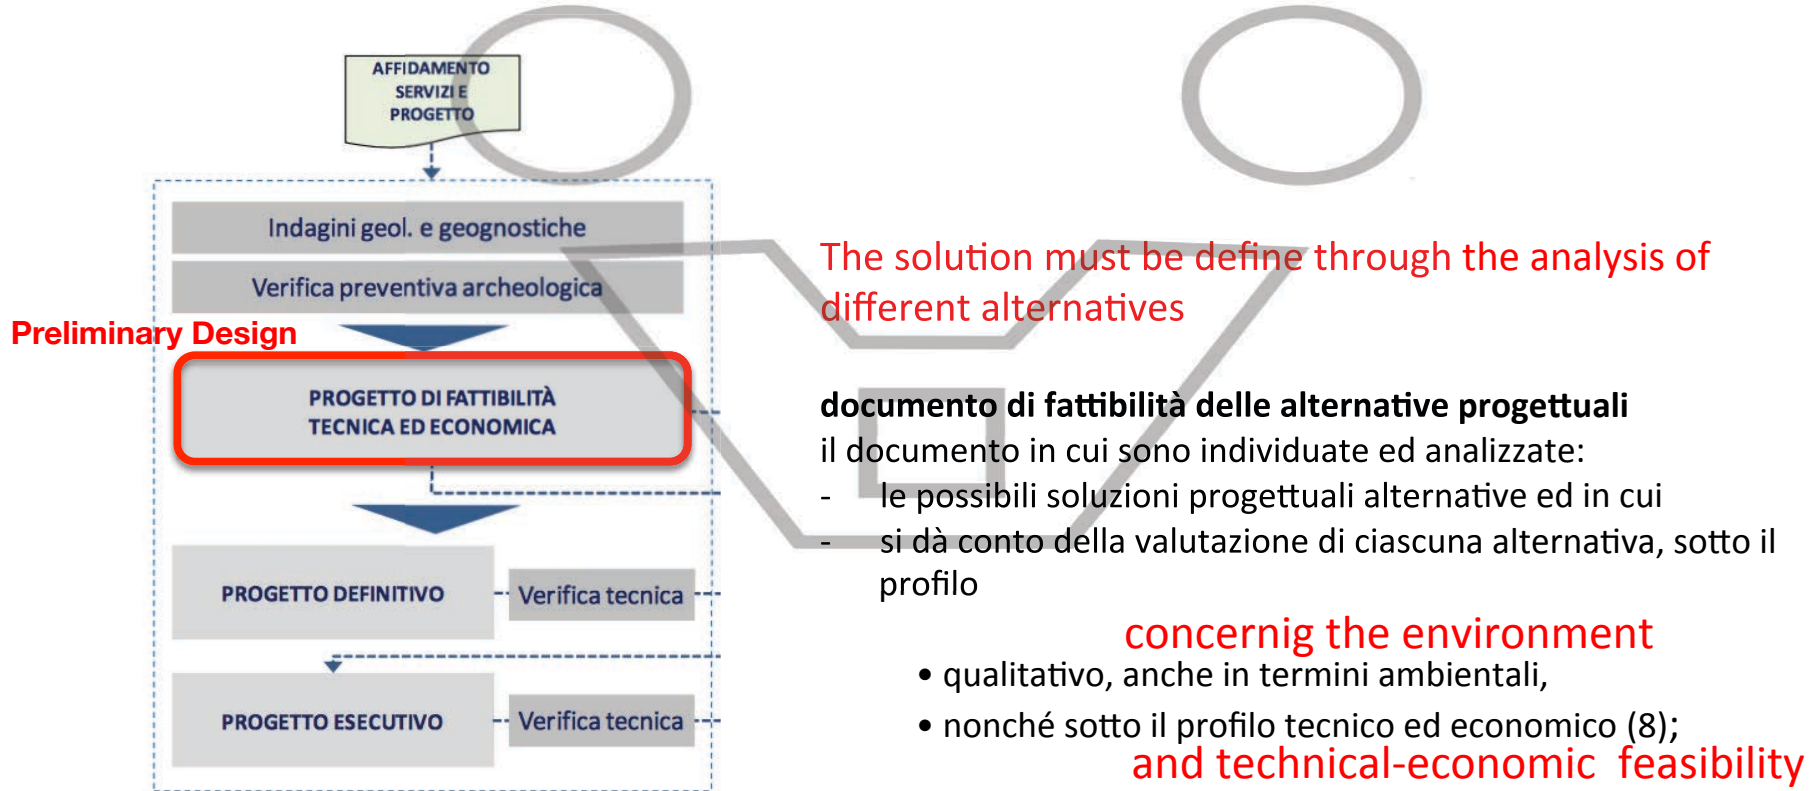 AFFIDAMENTO
SERVIZI E
PROGETTO
Indagini geol. e geognostiche
Verifica preventiva archeologica
Preliminary Design
PROGETTO DI FATTIBILITÀ
TECNICA ED ECONOMICA
PROGETTO DEFINITIVO
Verifica tecnica
PROGETTO ESECUTIVO
Verifica tecnica
The solution must be define through the analysis of
different alternatives
documento di fattibilità delle alternative progettuali
il documento in cui sono individuate ed analizzate:
- le possibili soluzioni progettuali alternative ed in cui
- si dà conto della valutazione di ciascuna alternativa, sotto il
profilo
concernig the environment
• qualitativo, anche in termini ambientali,
• nonché sotto il profilo tecnico ed economico (8);
and technical-economic feasibility